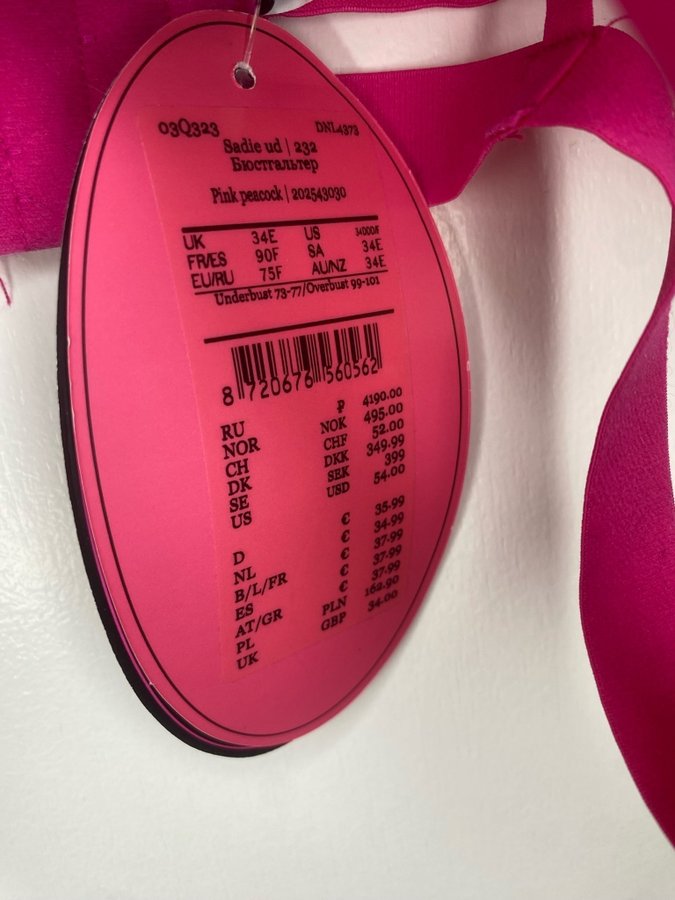 03Q323 DNL4373
Sadie ud | 232
Бюстгальтер
Pink peacock | 202543030
UK 34E US 34DDD/F
FR/ES 90F SA 34E
EU/RU 75F AU/NZ 34E
Underbust 73-77/Overbust 99-101
8 720676 560562
RU ₽ 4190.00
NOR NOK 495.00
CH CHF 52.00
DK DKK 349.99
SE SEK 399
US USD 54.00
D € 35.99
NL € 34.99
B/L/FR € 37.99
ES € 37.99
AT/GR € 37.99
PL PLN 162.90
UK GBP 34.00